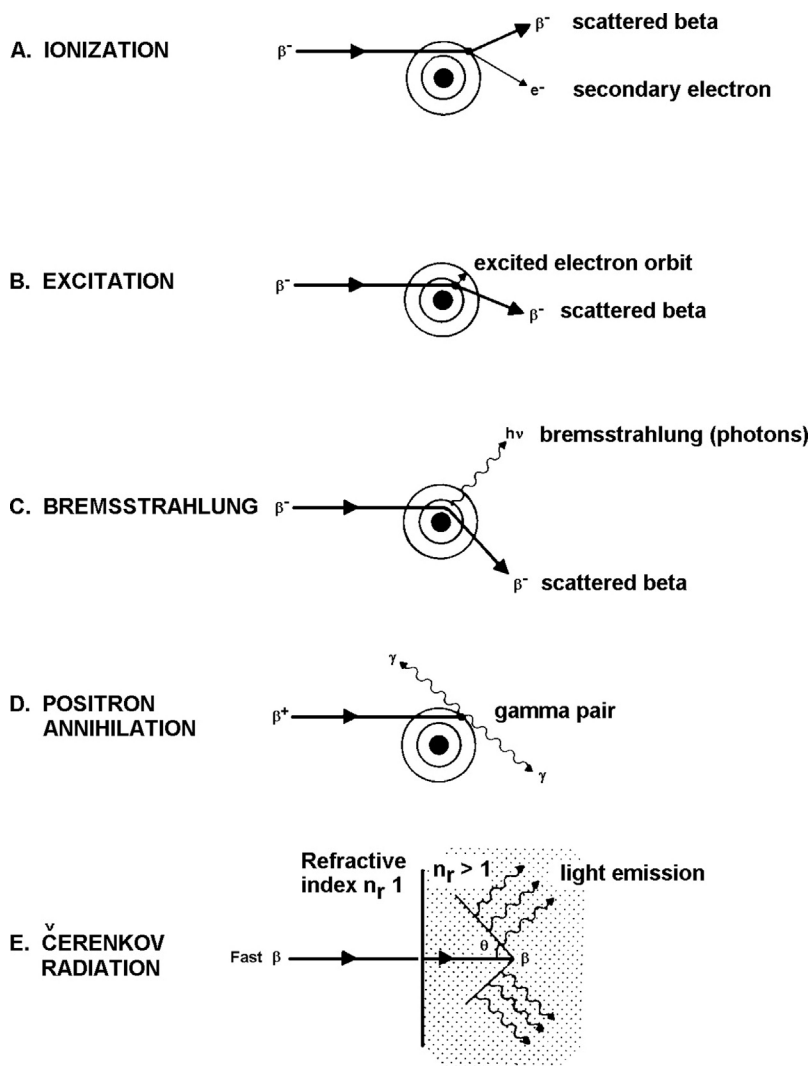 β⁻ scattered beta
A. IONIZATION β⁻
e⁻ secondary electron
excited electron orbit
B. EXCITATION β⁻
β⁻ scattered beta
hν bremsstrahlung (photons)
C. BREMSSTRAHLUNG β⁻
β⁻ scattered beta
γ
D. POSITRON
ANNIHILATION
β⁺
gamma pair
γ
Refractive
index nᵣ 1
nᵣ > 1
light emission
E. ČERENKOV
RADIATION
Fast β
θ
β